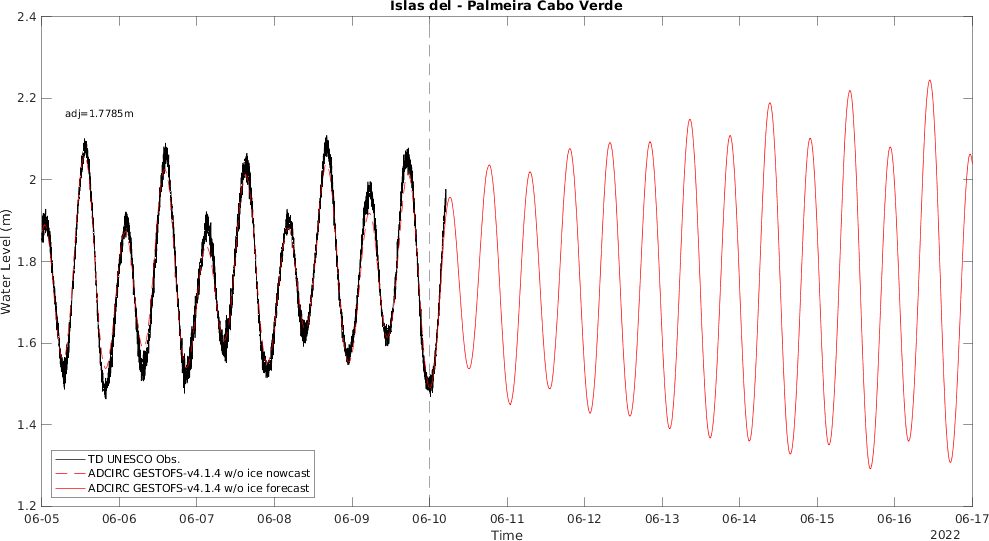 Islas del - Palmeira Cabo Verde
2.4
2.2
2
1.8
1.6
1.4
1.2
Water Level (m)
adj=1.7785m
TD UNESCO Obs.
ADCIRC GESTOFS-v4.1.4 w/o ice nowcast
ADCIRC GESTOFS-v4.1.4 w/o ice forecast
06-05 06-06 06-07 06-08 06-09 06-10 06-11 06-12 06-13 06-14 06-15 06-16 06-17
Time
2022